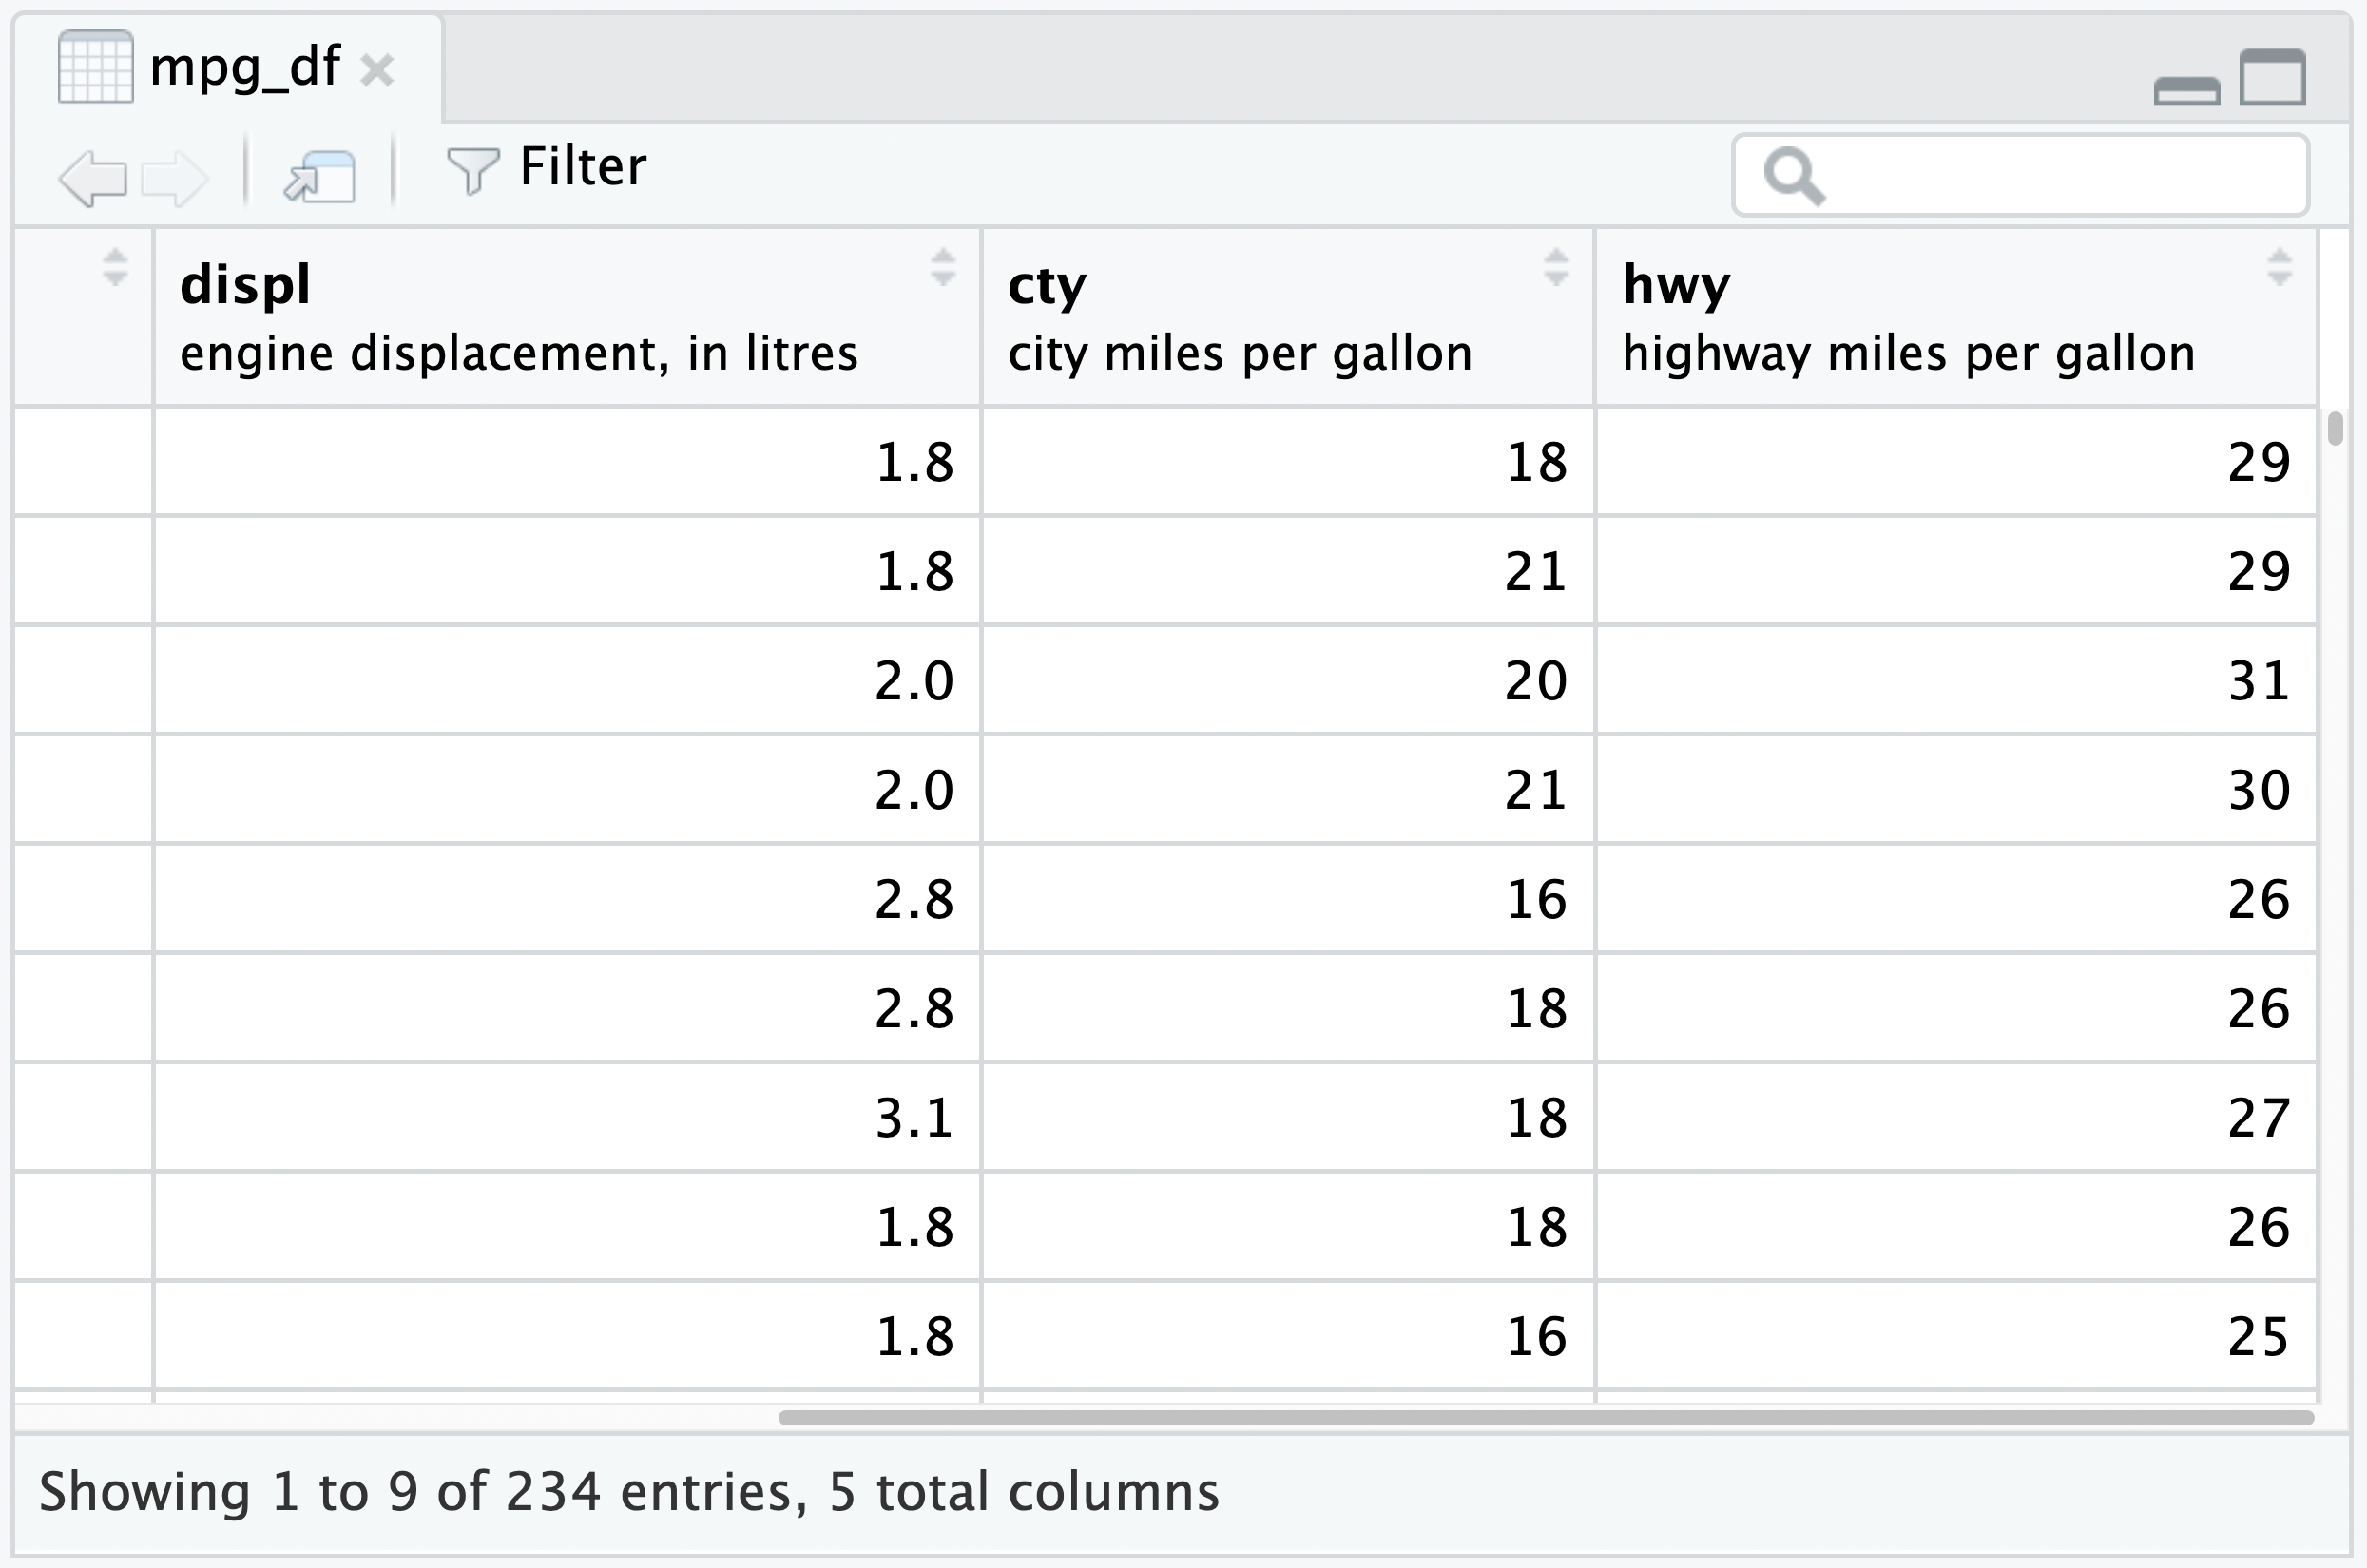 mpg_df
Filter
displ cty hwy
engine displacement, in litres city miles per gallon highway miles per gallon
1.8 18 29
1.8 21 29
2.0 20 31
2.0 21 30
2.8 16 26
2.8 18 26
3.1 18 27
1.8 18 26
1.8 16 25
Showing 1 to 9 of 234 entries, 5 total columns